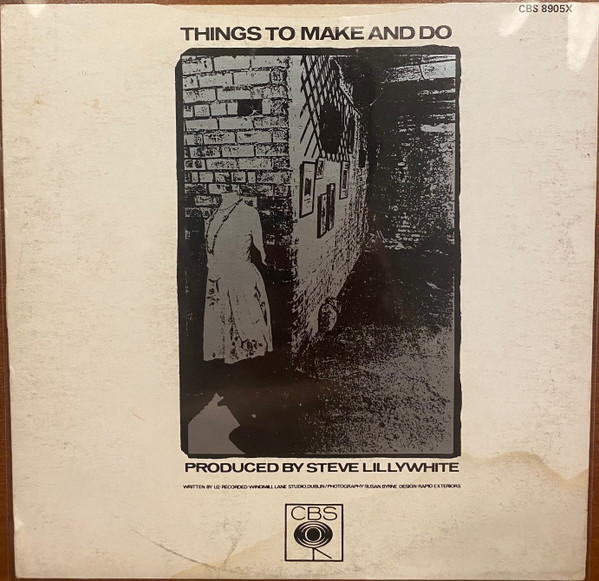 CBS 8905X
THINGS TO MAKE AND DO
PRODUCED BY STEVE LILLYWHITE
WRITTEN BY U2·RECORDED·WINDMILL LANE STUDIO,DUBLIN/PHOTOGRAPHY·SUSAN BYRNE DESIGN·RAPID EXTERIORS
CBS